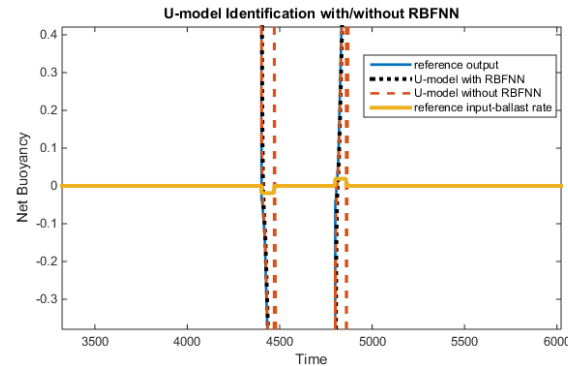 U-model Identification with/without RBFNN
reference output
U-model with RBFNN
U-model without RBFNN
reference input-ballast rate
Net Buoyancy
0.4
0.3
0.2
0.1
0
-0.1
-0.2
-0.3
3500 4000 4500 5000 5500 6000
Time